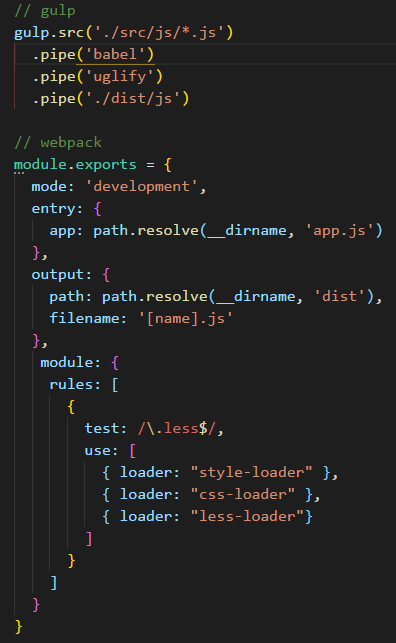 // gulp
gulp.src('./src/js/*.js')
  .pipe('babel')
  .pipe('uglify')
  .pipe('./dist/js')

// webpack
module.exports = {
  mode: 'development',
  entry: {
    app: path.resolve(__dirname, 'app.js')
  },
  output: {
    path: path.resolve(__dirname, 'dist'),
    filename: '[name].js'
  },
   module: {
    rules: [
      {
        test: /\.less$/,
        use: [
          { loader: "style-loader" },
          { loader: "css-loader" },
          { loader: "less-loader"}
        ]
      }
    ]
  }
}